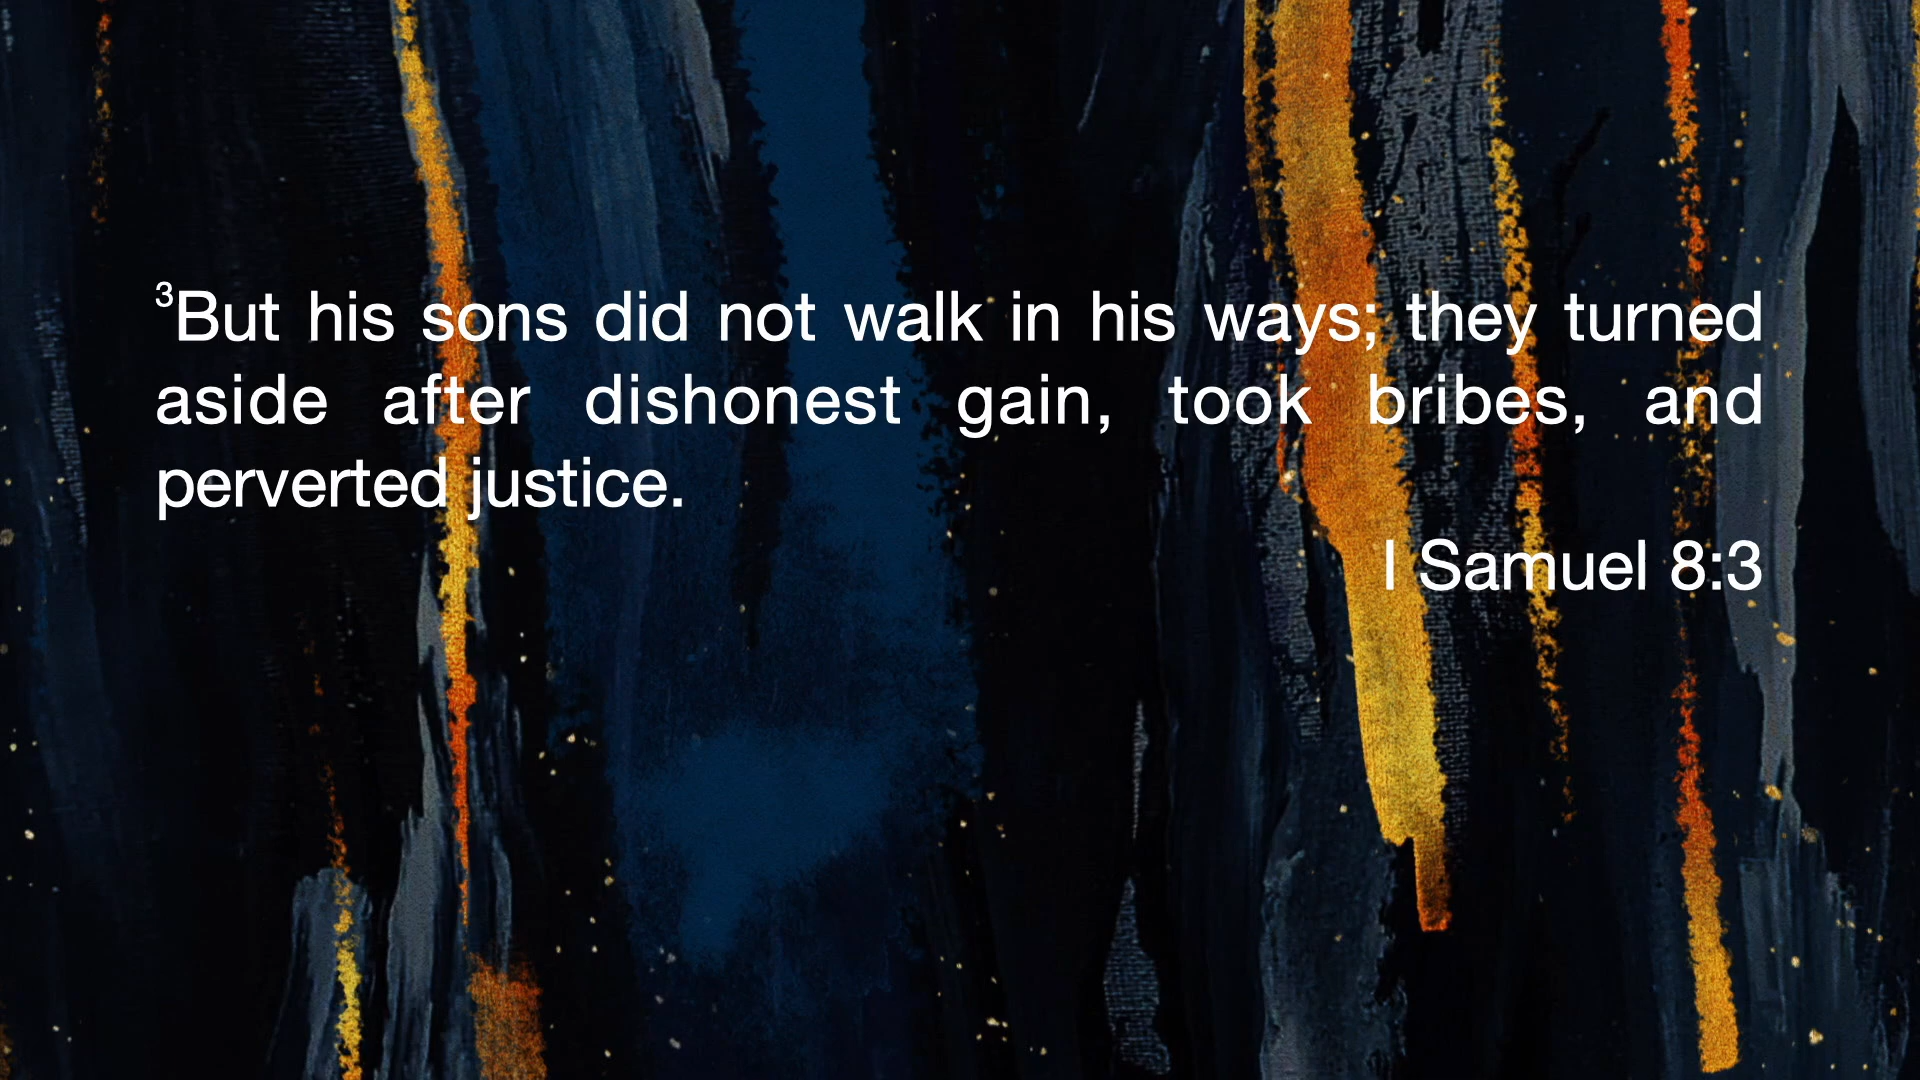 ³But his sons did not walk in his ways; they turned
aside after dishonest gain, took bribes, and
perverted justice.
I Samuel 8:3